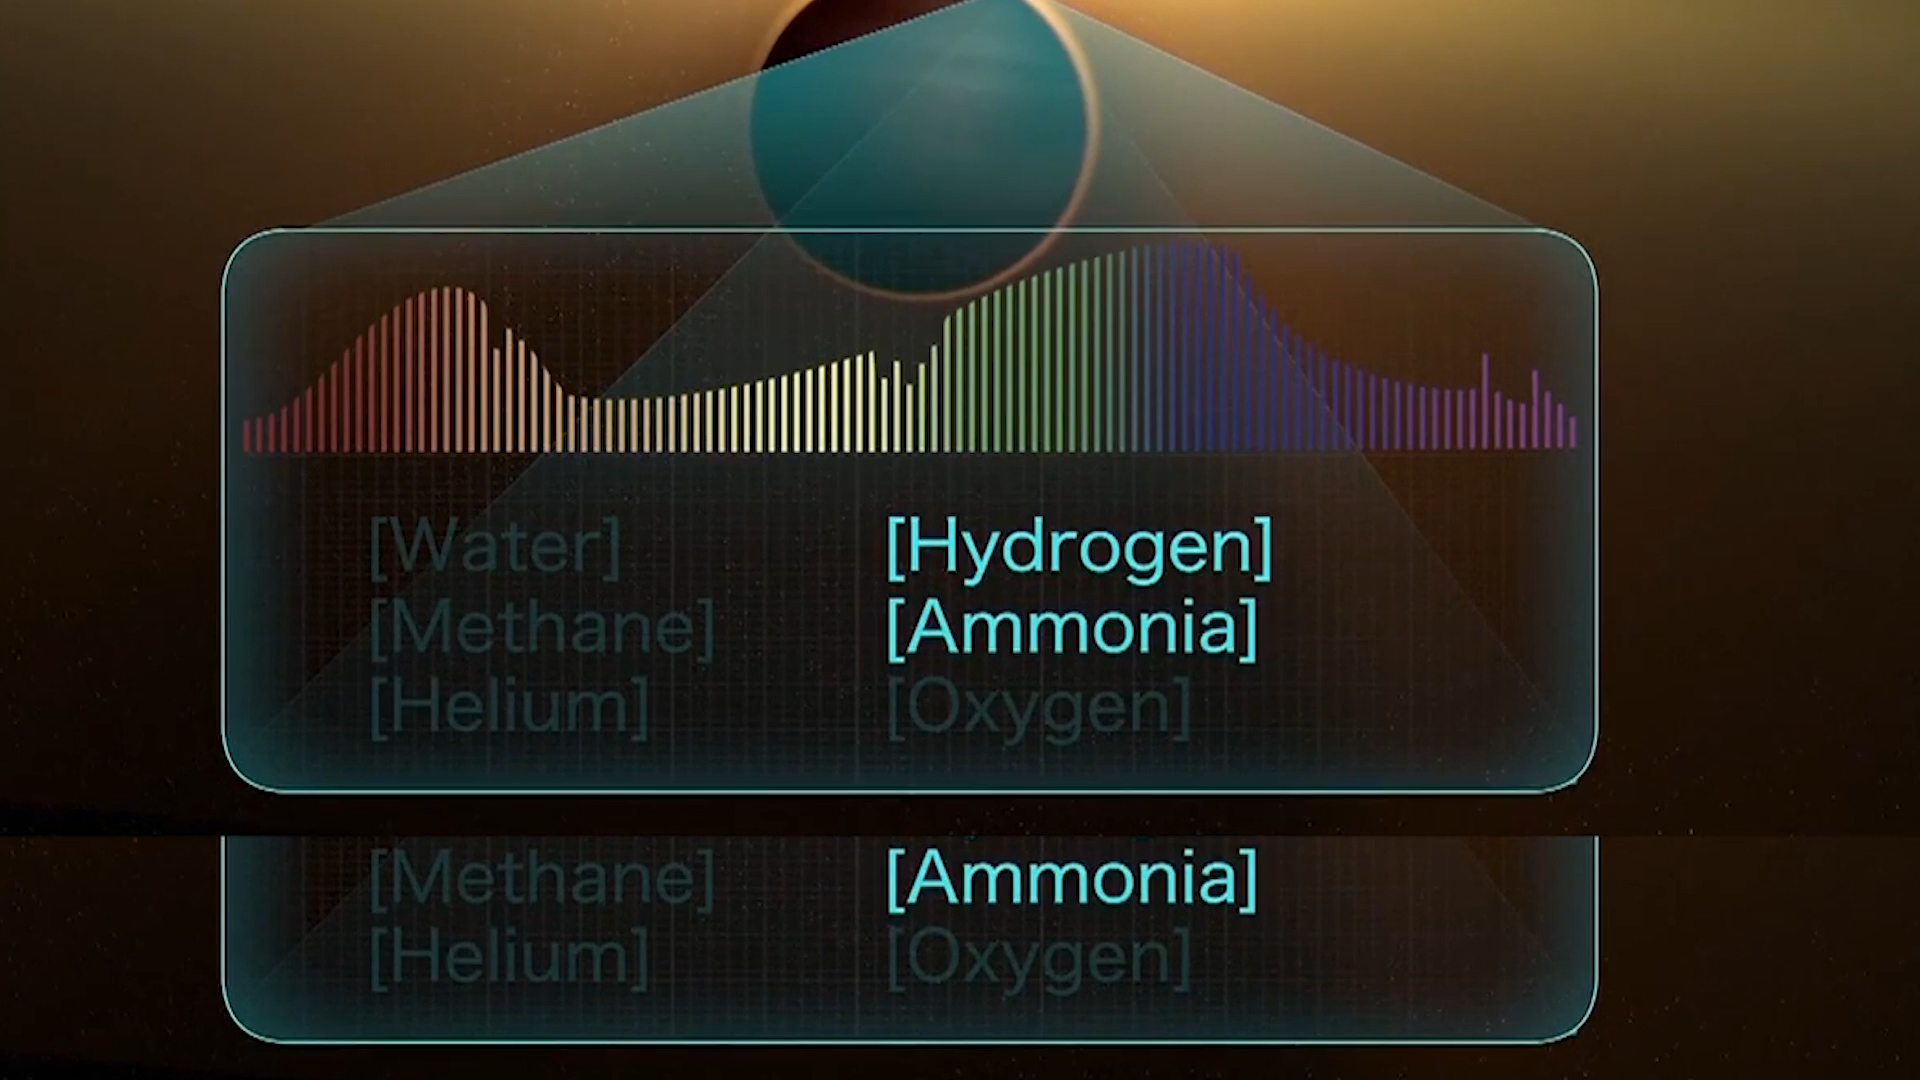 [Water] [Hydrogen]
[Methane] [Ammonia]
[Helium] [Oxygen]
[Methane] [Ammonia]
[Helium] [Oxygen]